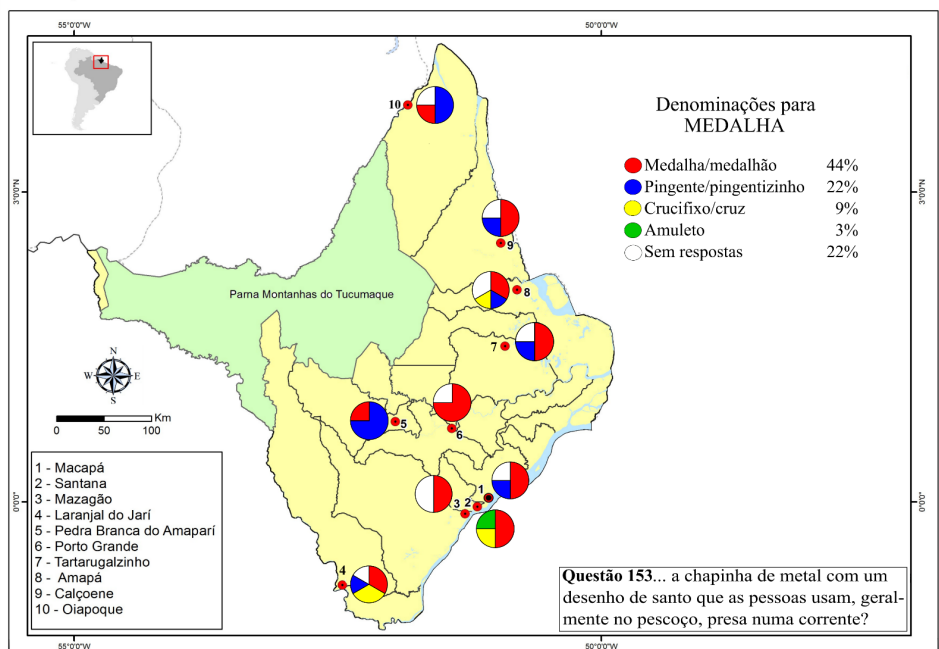 55°0'0"W
50°0'0"W
Denominações para
MEDALHA
Medalha/medalhão 44%
Pingente/pingentizinho 22%
Crucifixo/cruz 9%
Amuleto 3%
Sem respostas 22%
3°0'0"N
3°0'0"N
10
9
8
Parna Montanhas do Tucumaque
7
N
W E
S
Km
0 50 100
5
6
1
2
3
4
0°0'0"
0°0'0"
1 - Macapá
2 - Santana
3 - Mazagão
4 - Laranjal do Jarí
5 - Pedra Branca do Amaparí
6 - Porto Grande
7 - Tartarugalzinho
8 - Amapá
9 - Calçoene
10 - Oiapoque
Questão 153... a chapinha de metal com um
desenho de santo que as pessoas usam, geral-
mente no pescoço, presa numa corrente?
55°0'0"W
50°0'0"W